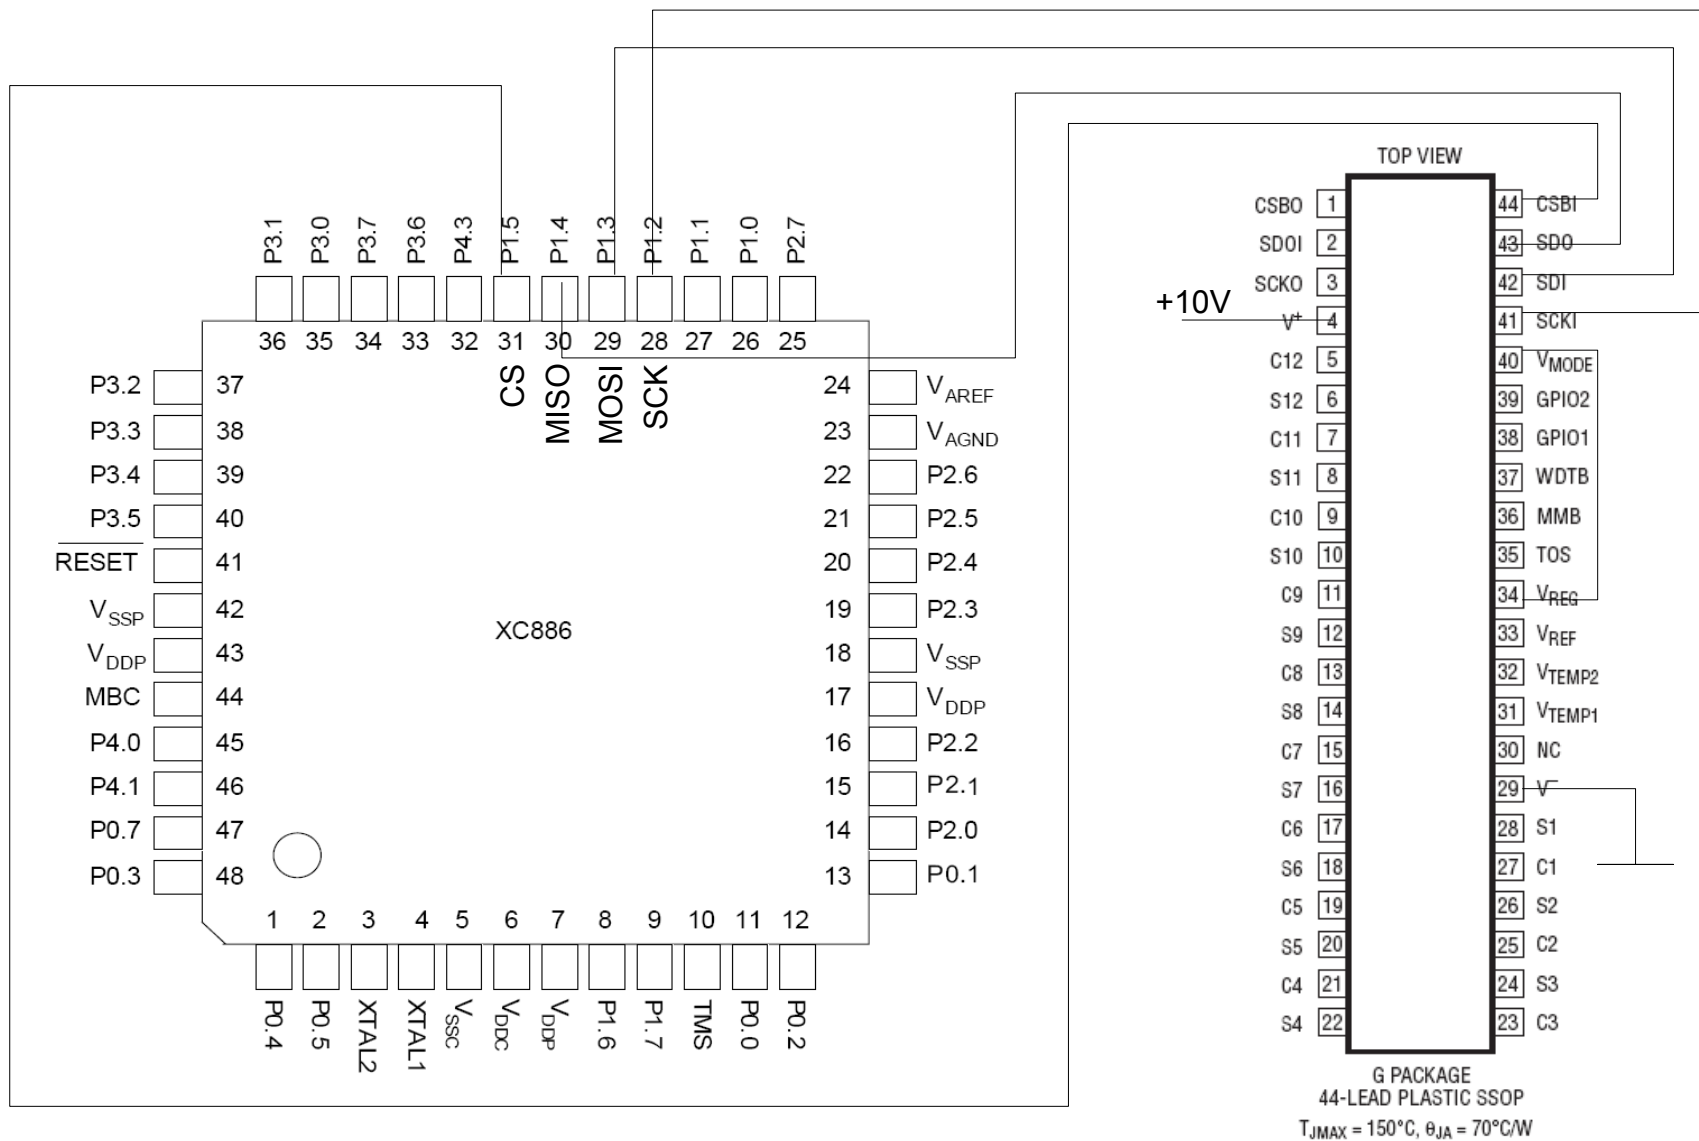 P3.1 P3.0 P3.7 P3.6 P4.3 P1.5 P1.4 P1.3 P1.2 P1.1 P1.0 P2.7
36 35 34 33 32 31 30 29 28 27 26 25
CS MISO MOSI SCK
P3.2 37
P3.3 38
P3.4 39
P3.5 40
RESET 41
VSSP 42
VDDP 43
MBC 44
P4.0 45
P4.1 46
P0.7 47
P0.3 48
XC886
24 VAREF
23 VAGND
22 P2.6
21 P2.5
20 P2.4
19 P2.3
18 VSSP
17 VDDP
16 P2.2
15 P2.1
14 P2.0
13 P0.1
1 2 3 4 5 6 7 8 9 10 11 12
P0.4 P0.5 XTAL2 XTAL1 VSSC VDDC VDDP P1.6 P1.7 TMS P0.0 P0.2
TOP VIEW
CSBO 1
SDOI 2
SCKO 3
+10V
V+ 4
C12 5
S12 6
C11 7
S11 8
C10 9
S10 10
C9 11
S9 12
C8 13
S8 14
C7 15
S7 16
C6 17
S6 18
C5 19
S5 20
C4 21
S4 22
44 CSBI
43 SDO
42 SDI
41 SCKI
40 VMODE
39 GPIO2
38 GPIO1
37 WDTB
36 MMB
35 TOS
34 VREG
33 VREF
32 VTEMP2
31 VTEMP1
30 NC
29 V−
28 S1
27 C1
26 S2
25 C2
24 S3
23 C3
G PACKAGE
44-LEAD PLASTIC SSOP
TJMAX = 150°C, θJA = 70°C/W